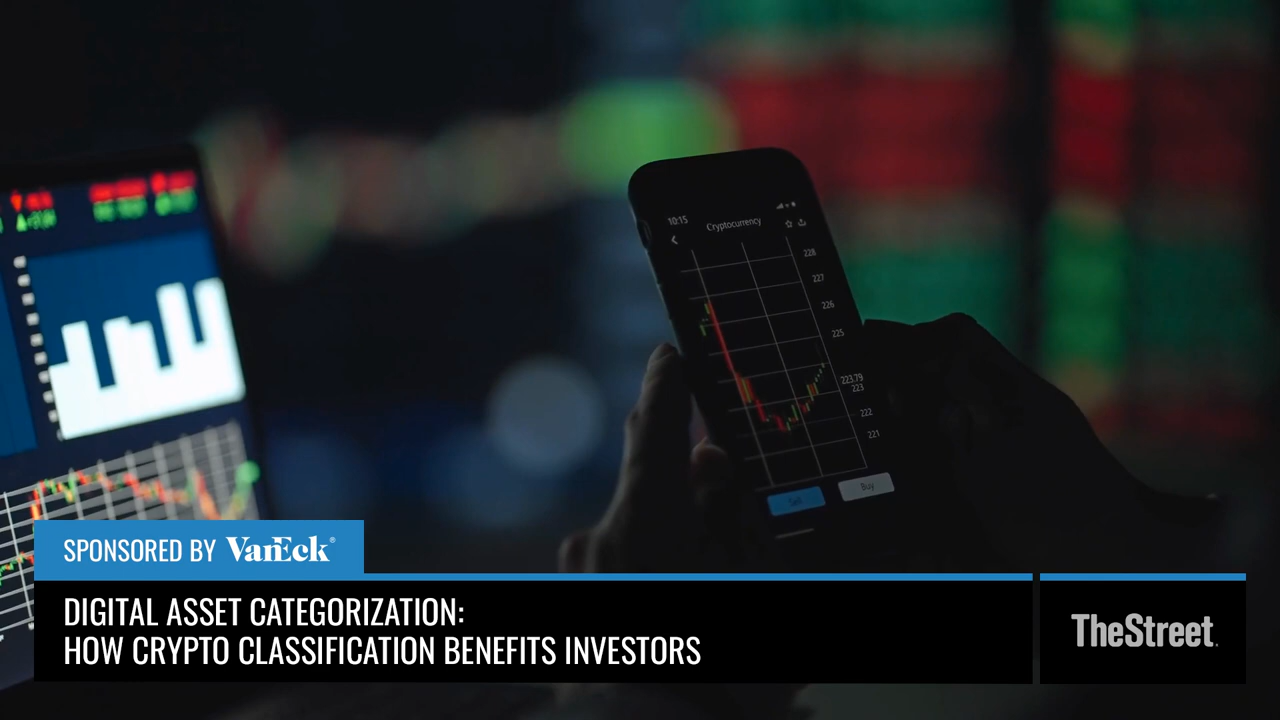 10:15
Cryptocurrency
228
227
226
225
223.79
223
222
221
Sell
Buy
SPONSORED BY VanEck®
DIGITAL ASSET CATEGORIZATION:
HOW CRYPTO CLASSIFICATION BENEFITS INVESTORS
TheStreet.